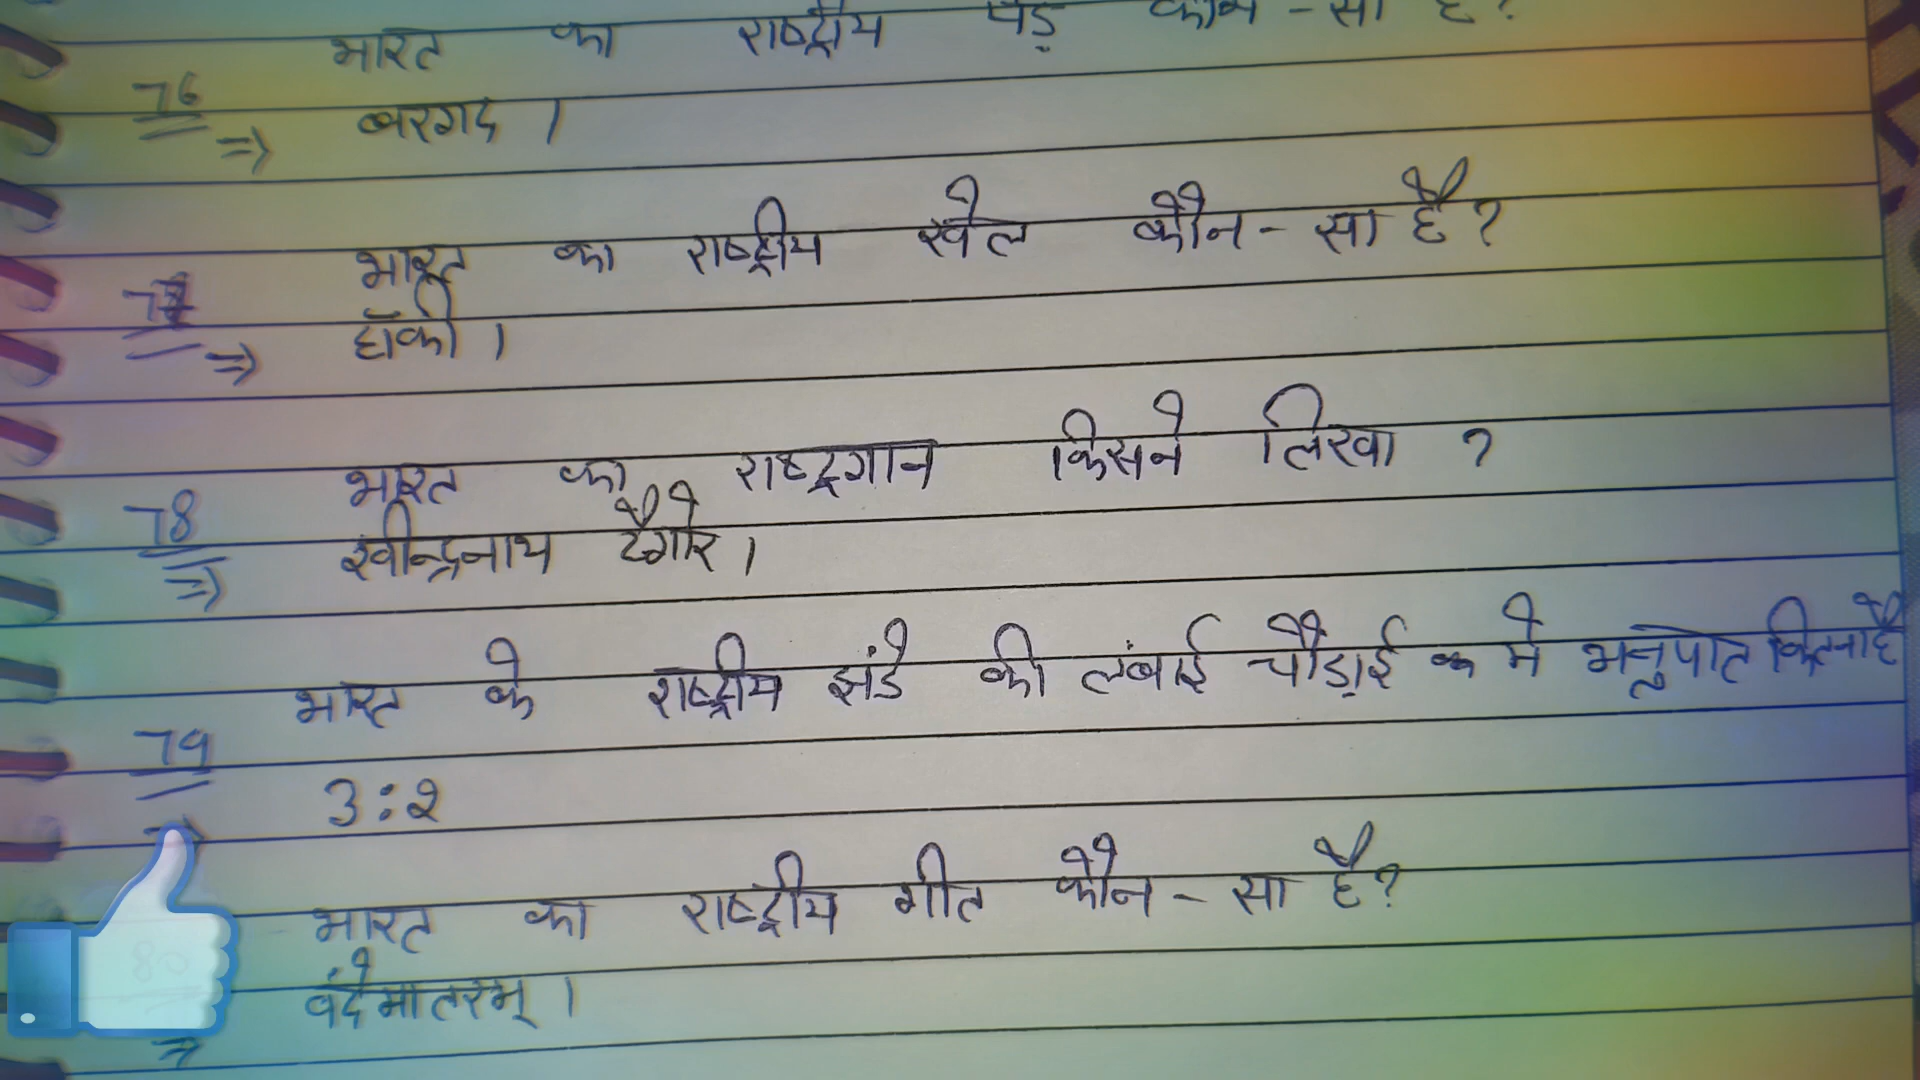 भारत का राष्ट्रीय पेड़ कौन-सा है?
76
=> बरगद ।
भारत का राष्ट्रीय खेल कौन-सा है?
77
=> हॉकी ।
भारत का राष्ट्रगान किसने लिखा ?
78
=> रवीन्द्रनाथ टैगोर ।
भारत के राष्ट्रीय झंडे की लंबाई चौड़ाई में अनुपात कितना है
79
=> 3:2
भारत का राष्ट्रीय गीत कौन-सा है?
80
=> वंदेमातरम् ।